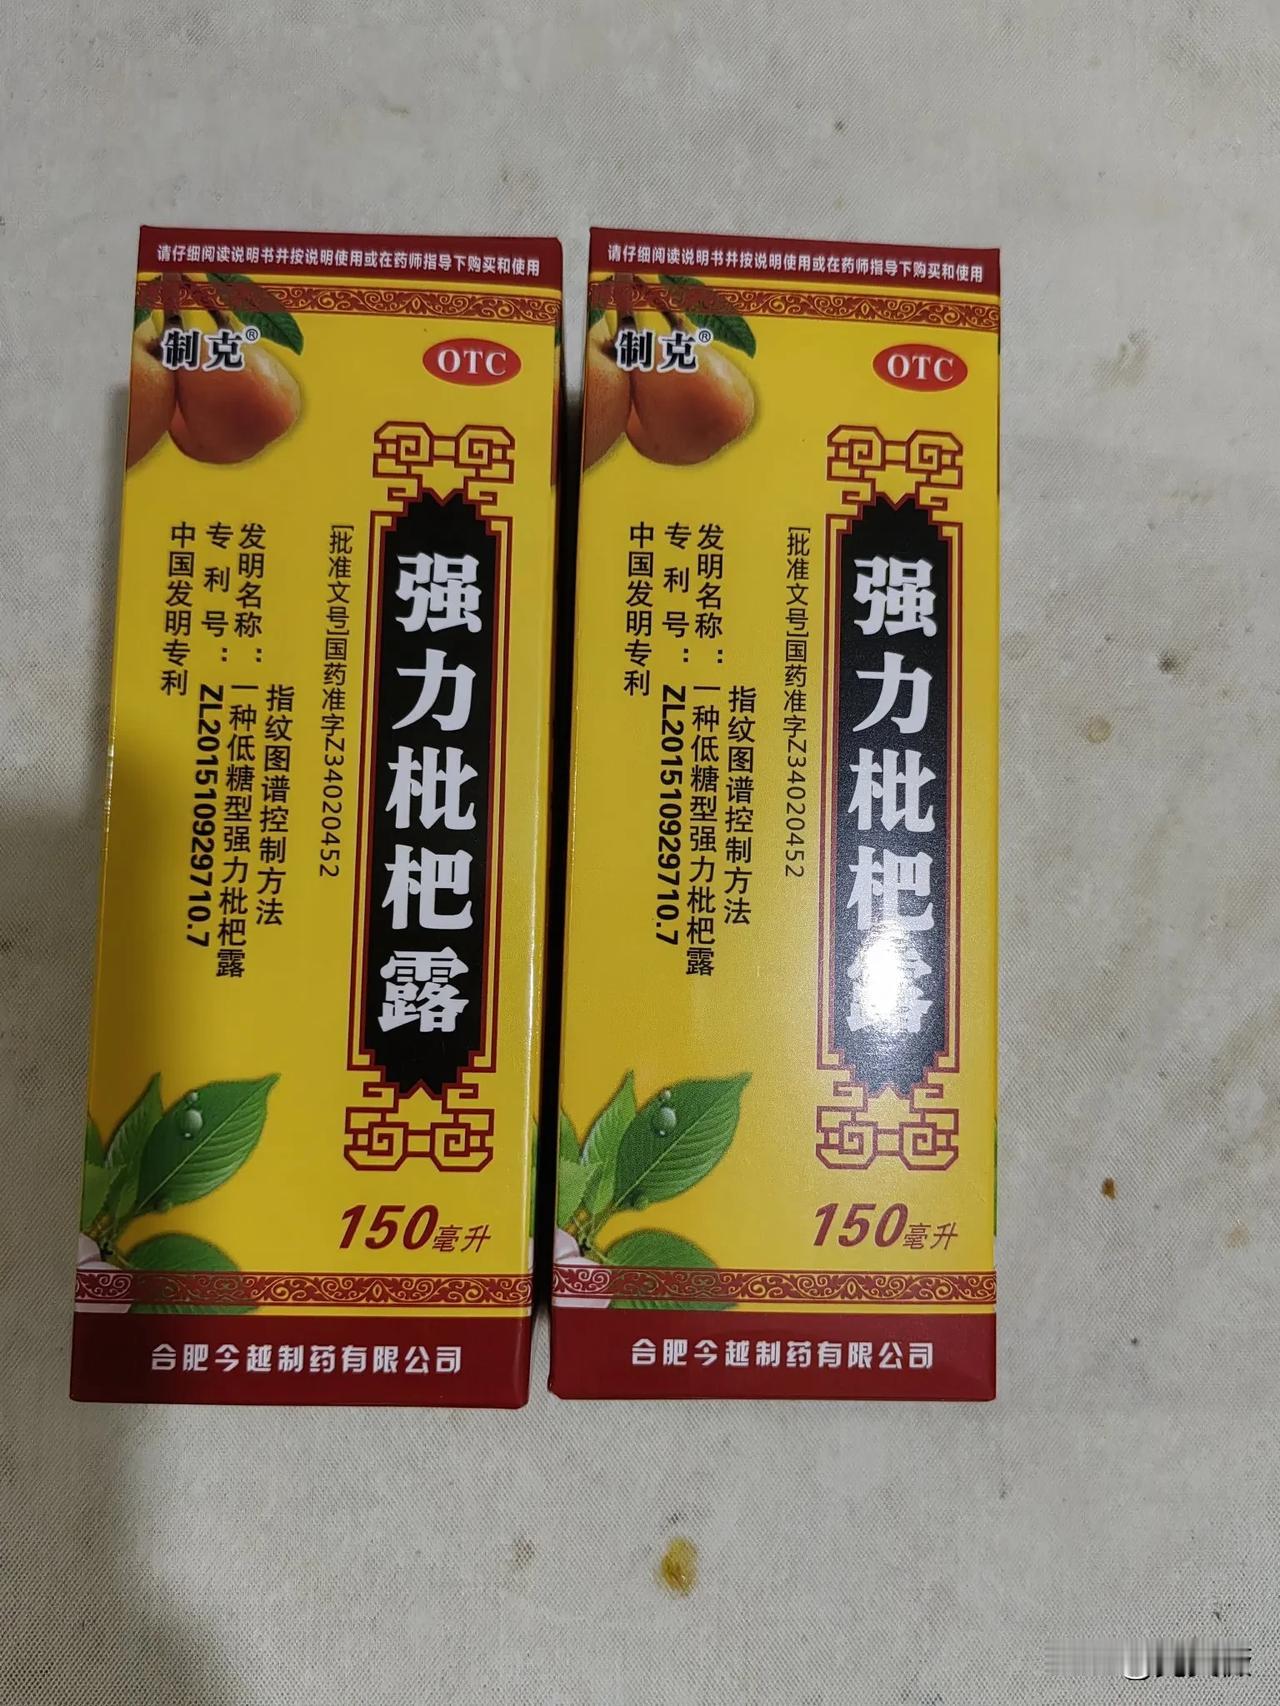 请仔细阅读说明书并按说明使用或在药师指导下购买和使用
制克®
OTC
强力枇杷露
[批准文号]国药准字Z34020452
发明名称：一种低糖型强力枇杷露
指纹图谱控制方法
专利号：ZL201510929710.7
中国发明专利
150毫升
合肥今越制药有限公司
请仔细阅读说明书并按说明使用或在药师指导下购买和使用
制克®
OTC
强力枇杷露
[批准文号]国药准字Z34020452
发明名称：一种低糖型强力枇杷露
指纹图谱控制方法
专利号：ZL201510929710.7
中国发明专利
150毫升
合肥今越制药有限公司